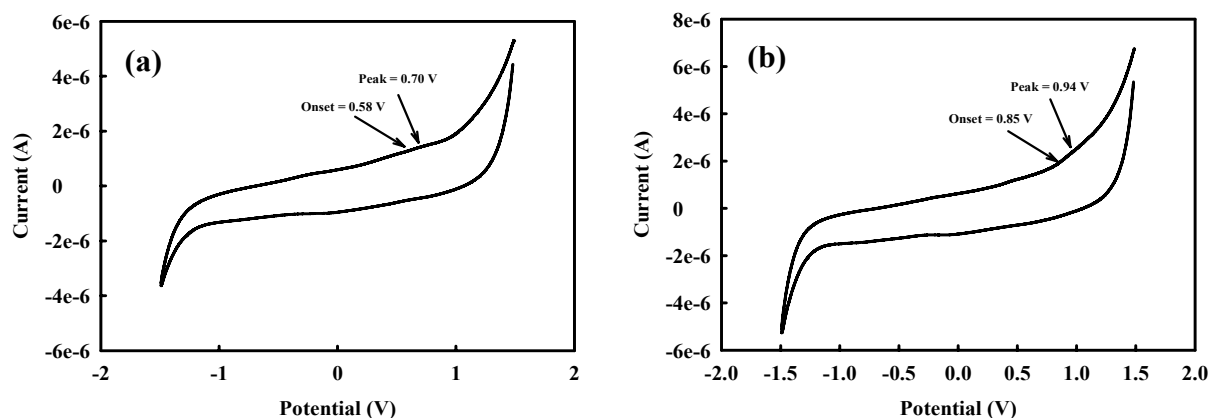 (a)
6e-6
4e-6
2e-6
0
-2e-6
-4e-6
-6e-6
Current (A)
Peak = 0.70 V
Onset = 0.58 V
-2
-1
0
1
2
Potential (V)
(b)
8e-6
6e-6
4e-6
2e-6
0
-2e-6
-4e-6
-6e-6
Current (A)
Peak = 0.94 V
Onset = 0.85 V
-2.0 -1.5 -1.0 -0.5 0.0 0.5 1.0 1.5 2.0
Potential (V)